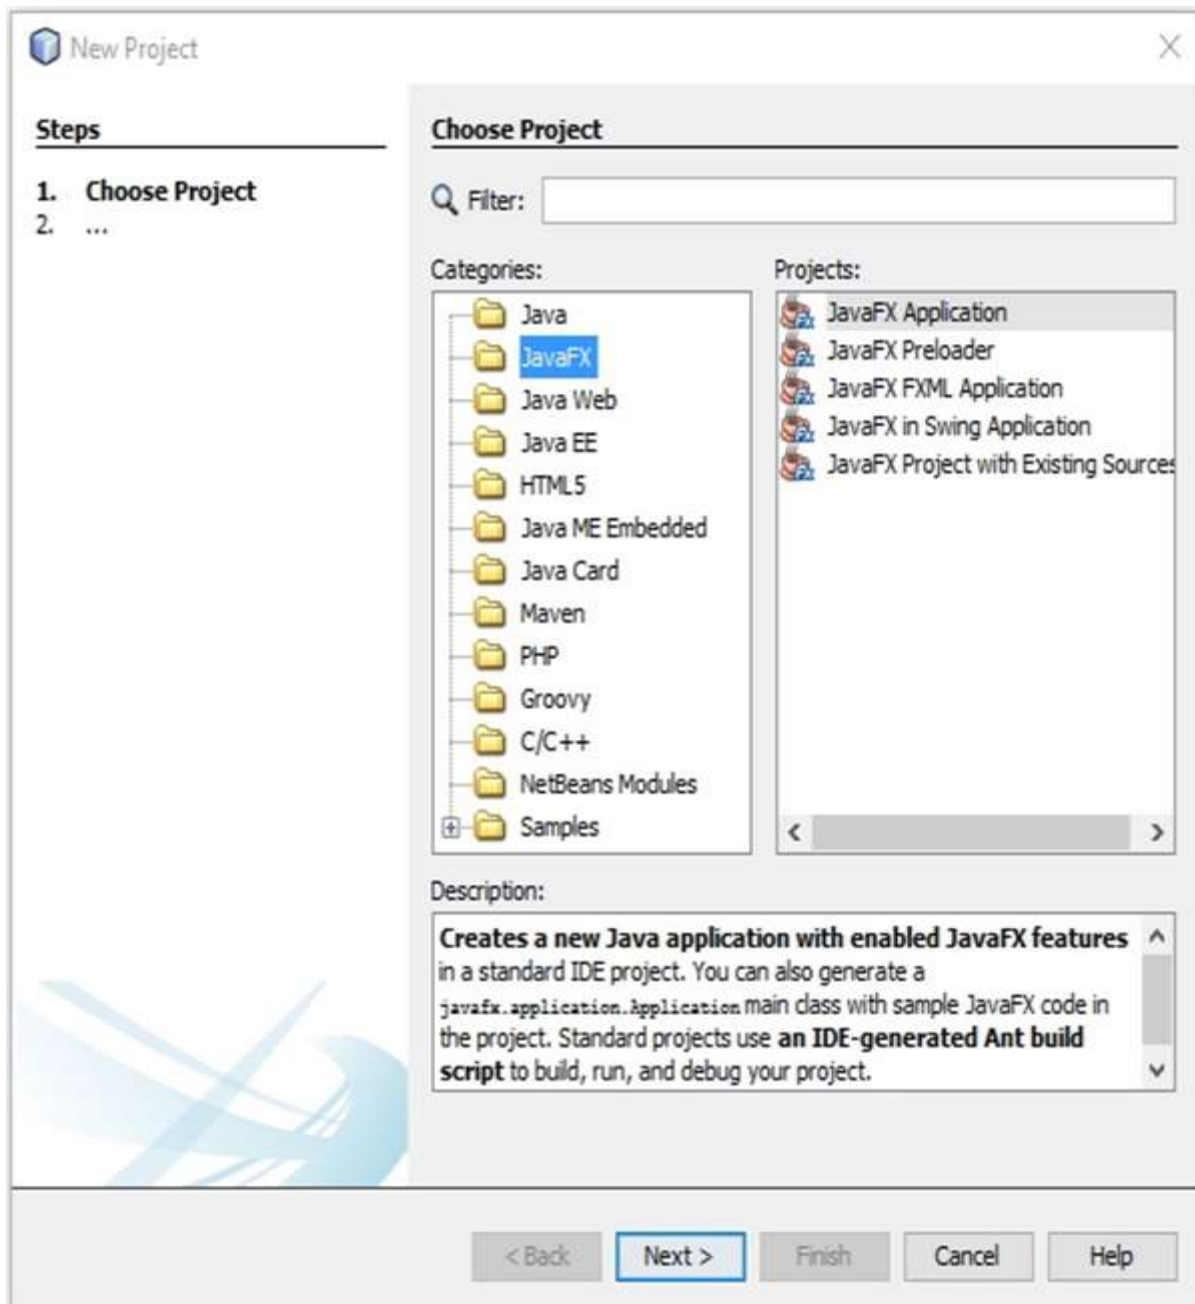 New Project
Steps
1. Choose Project
2. ...
Choose Project
Filter:
Categories:
Java
JavaFX
Java Web
Java EE
HTML5
Java ME Embedded
Java Card
Maven
PHP
Groovy
C/C++
NetBeans Modules
Samples
Projects:
JavaFX Application
JavaFX Preloader
JavaFX FXML Application
JavaFX in Swing Application
JavaFX Project with Existing Sources
Description:
Creates a new Java application with enabled JavaFX features
in a standard IDE project. You can also generate a
javafx.application.Application main class with sample JavaFX code in
the project. Standard projects use an IDE-generated Ant build
script to build, run, and debug your project.
< Back
Next >
Finish
Cancel
Help